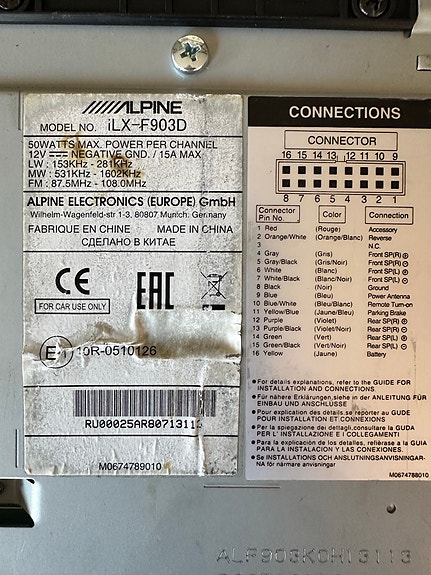 ALPINE
MODEL NO. iLX-F903D
50WATTS MAX. POWER PER CHANNEL
12V NEGATIVE GND. / 15A MAX
LW : 153KHz - 281KHz
MW : 531KHz - 1602KHz
FM : 87.5MHz - 108.0MHz
ALPINE ELECTRONICS (EUROPE) GmbH
Wilhelm-Wagenfeld-str 1-3, 80807 Munich, Germany
FABRIQUE EN CHINE MADE IN CHINA
СДЕЛАНО В КИТАЕ
CE EAC
FOR CAR USE ONLY
E1 10R-0510126
RU00025AR80713113
M0674789010
CONNECTIONS
CONNECTOR
16 15 14 13 12 11 10 9
8 7 6 5 4 3 2 1
Connector Pin No. Color Connection
1 Red (Rouge) Accessory
2 Orange/White (Orange/Blanc) Reverse
3 N.C.
4 Gray (Gris) Front SP(R) ⊕
5 Gray/Black (Gris/Noir) Front SP(R) ⊖
6 White (Blanc) Front SP(L) ⊕
7 White/Black (Blanc/Noir) Front SP(L) ⊖
8 Black (Noir) Ground
9 Blue (Bleu) Power Antenna
10 Blue/White (Bleu/Blanc) Remote Turn-on
11 Yellow/Blue (Jaune/Bleu) Parking Brake
12 Purple (Violet) Rear SP(R) ⊕
13 Purple/Black (Violet/Noir) Rear SP(R) ⊖
14 Green (Vert) Rear SP(L) ⊕
15 Green/Black (Vert/Noir) Rear SP(L) ⊖
16 Yellow (Jaune) Battery
● For details explanations, refer to the GUIDE FOR
INSTALLATION AND CONNECTIONS.
● Für nähere Erklärungen, siehe in der ANLEITUNG FÜR
EINBAU UND ANSCHLÜSSE
● Pour plication des details se reporter au GUIDE
POUR INSTALLATION ET CONNEXIONS
● Per la spiegazione dei dettagli, consultare la GUDA
PER L' INSTALLAZIONE E I COLLEGAMENTI
● Para la explicación de los detalles, refierase a la GUIA
PARA LA INSTALACION Y LAS CONEXIONES.
● Se INSTALLATIONS OCH ANSLUTNINGSANVISNINGAR-
NA för närmare anvisningar
M0674788010
ALF903KOH13113